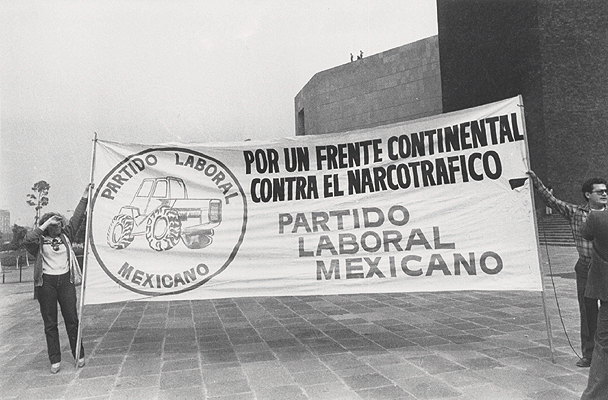 PARTIDO LABORAL
MEXICANO
POR UN FRENTE CONTINENTAL
CONTRA EL NARCOTRAFICO
PARTIDO
LABORAL
MEXICANO